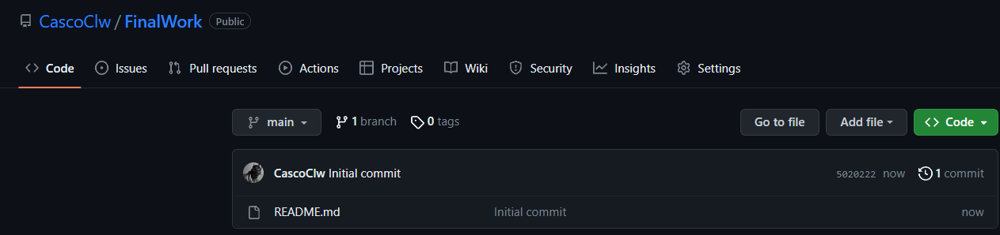 CascoClw / FinalWork Public
Code Issues Pull requests Actions Projects Wiki Security Insights Settings
main 1 branch 0 tags Go to file Add file Code
CascoClw Initial commit 5020222 now 1 commit
README.md Initial commit now